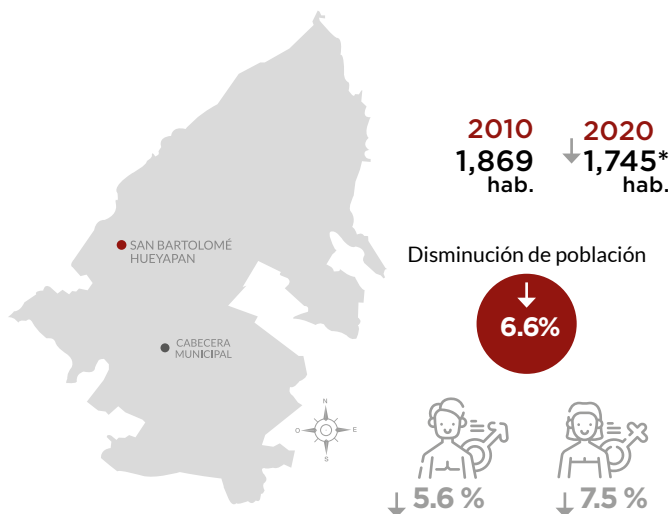 2010
1,869
hab.
2020
1,745*
hab.
SAN BARTOLOMÉ
HUEYAPAN
Disminución de población
6.6%
CABECERA
MUNICIPAL
N
O
E
S
5.6 %
7.5 %